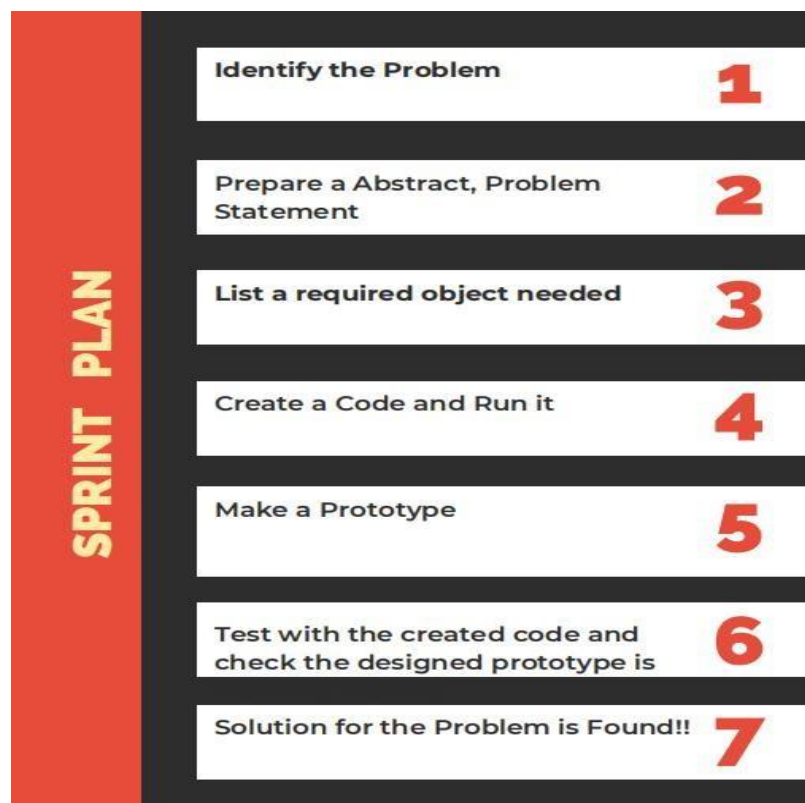 SPRINT PLAN
Identify the Problem
1
Prepare a Abstract, Problem
Statement
2
List a required object needed
3
Create a Code and Run it
4
Make a Prototype
5
Test with the created code and
check the designed prototype is
6
Solution for the Problem is Found!!
7